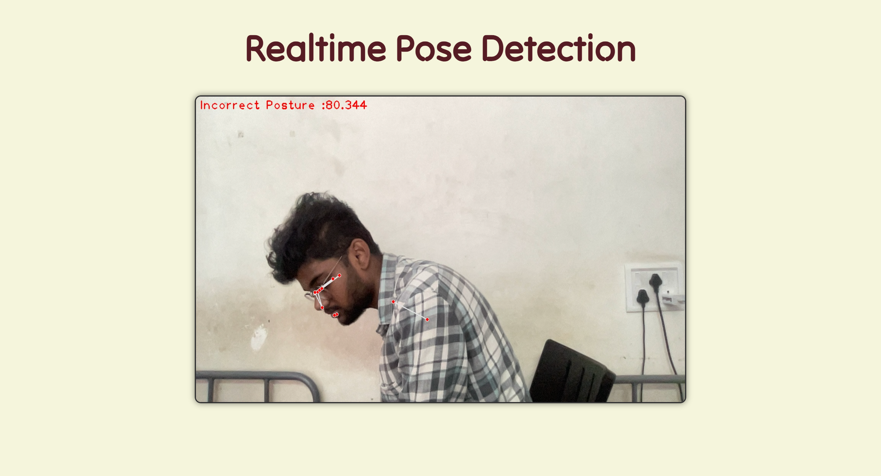 Realtime Pose Detection
Incorrect Posture :80.344